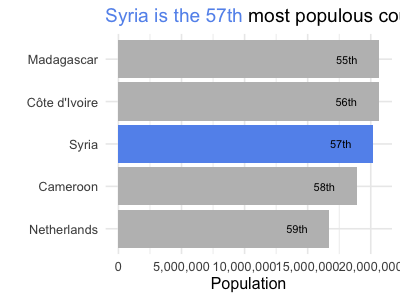 Syria is the 57th most populous cou
Madagascar 55th
Côte d'Ivoire 56th
Syria 57th
Cameroon 58th
Netherlands 59th
0 5,000,000 10,000,000 15,000,000 20,000,000
Population